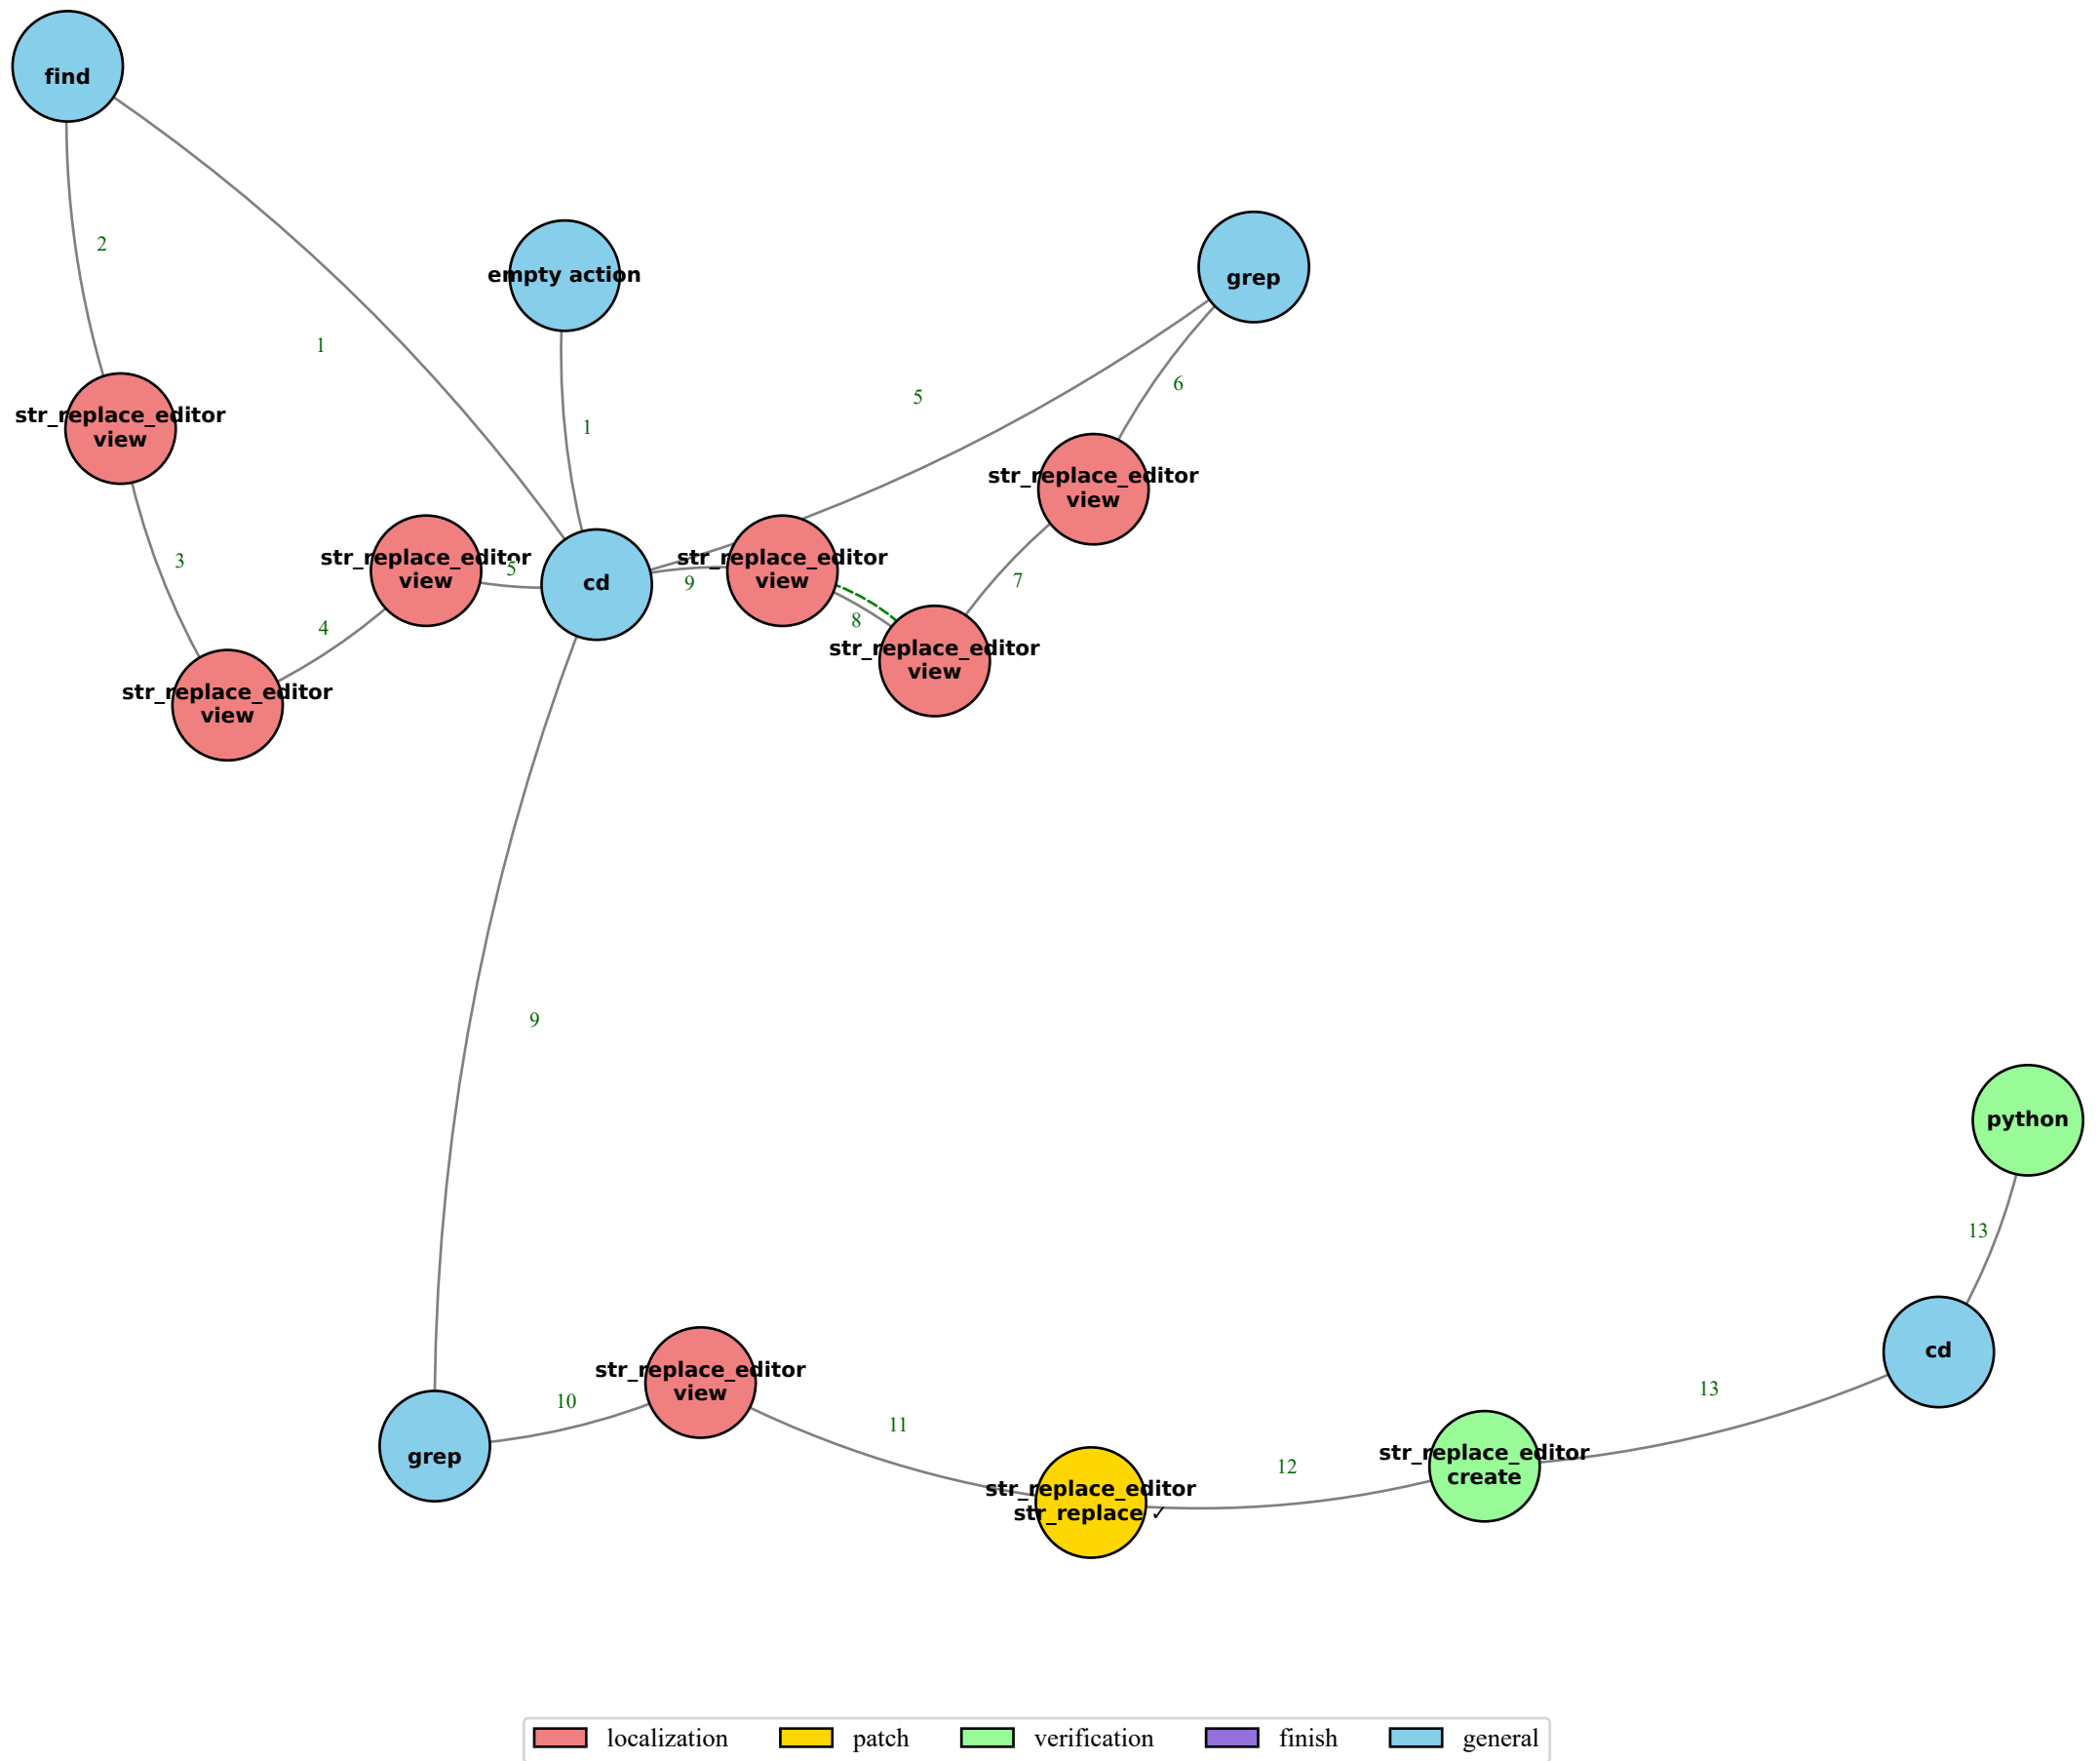 find
2
1
empty action
grep
1
5
6
str_replace_editor
view
str_replace_editor
view
3
str_replace_editor
view
5
cd
9
str_replace_editor
view
7
8
4
str_replace_editor
view
str_replace_editor
view
9
python
13
cd
13
str_replace_editor
view
10
11
grep
12
str_replace_editor
create
str_replace_editor
str_replace ✓
localization patch verification finish general